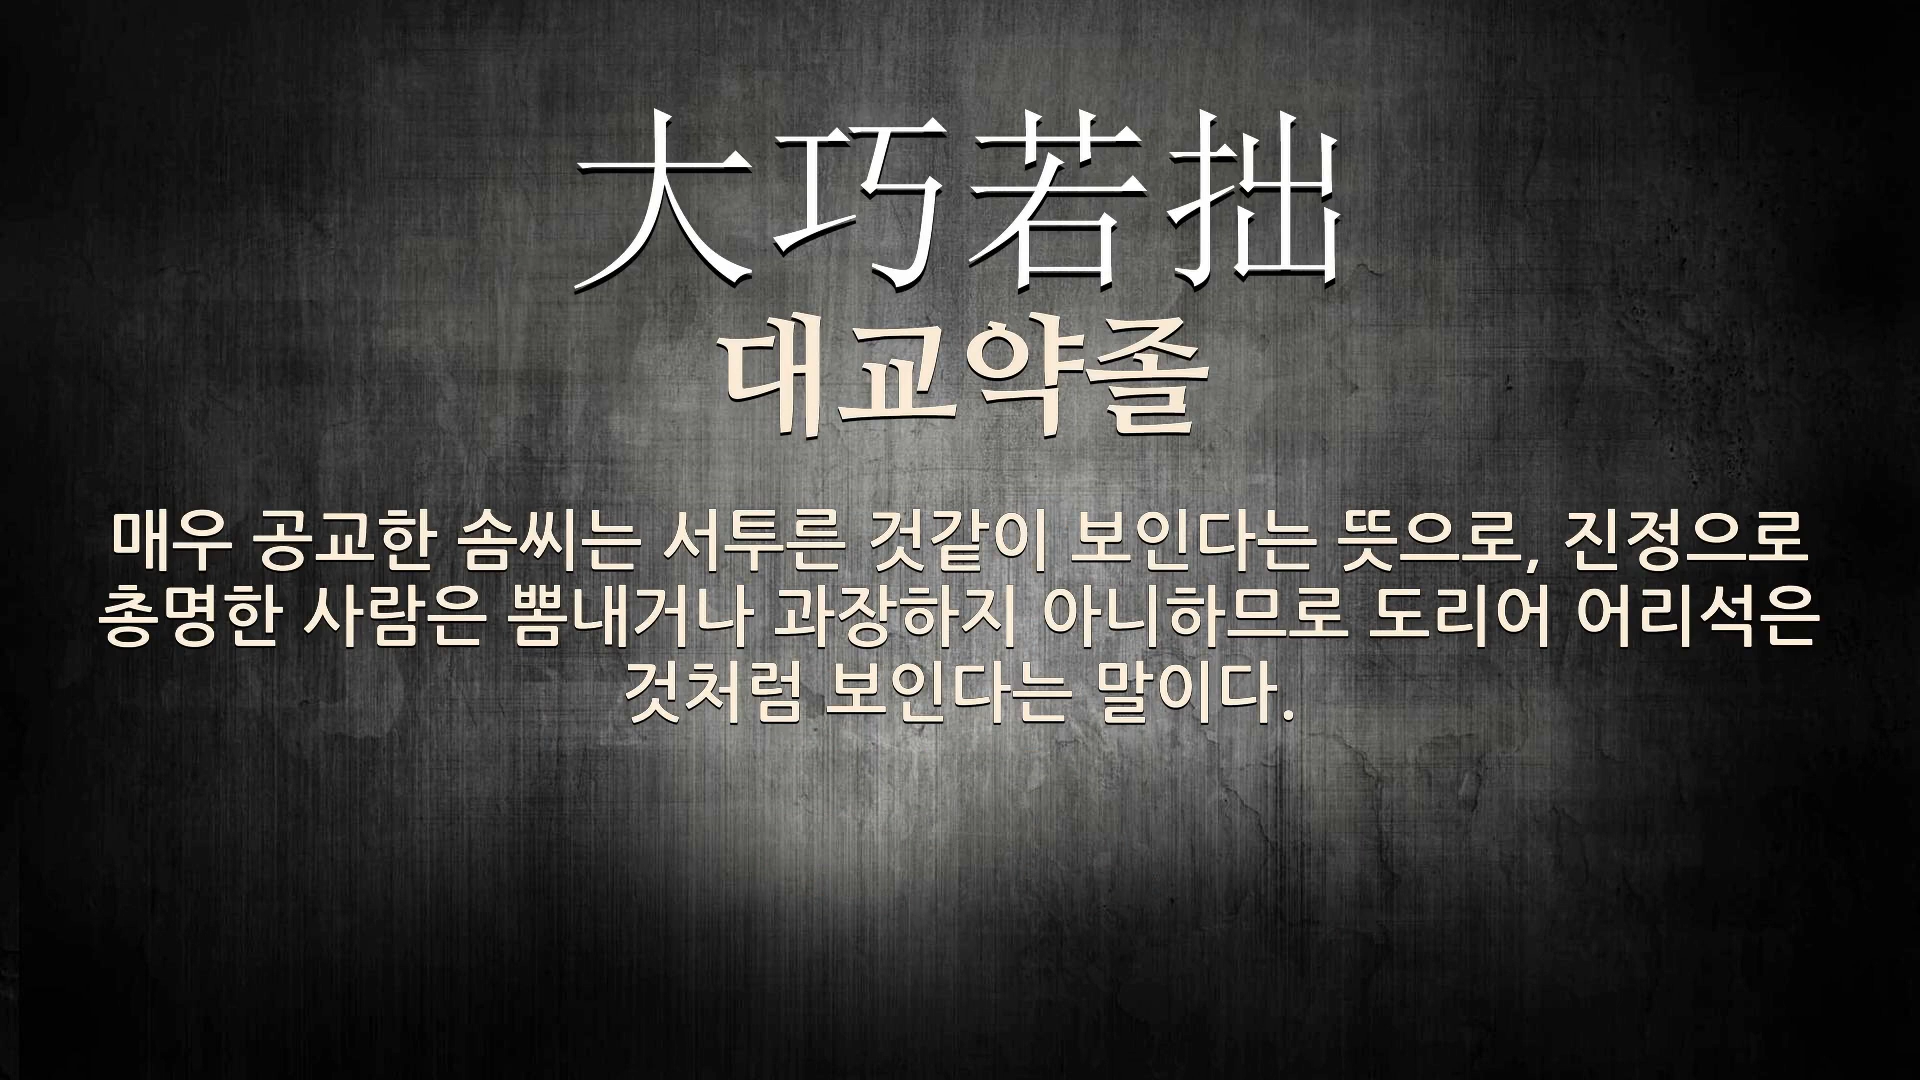 大巧若拙
대교약졸
매우 공교한 솜씨는 서투른 것같이 보인다는 뜻으로, 진정으로
총명한 사람은 뽐내거나 과장하지 아니하므로 도리어 어리석은
것처럼 보인다는 말이다.